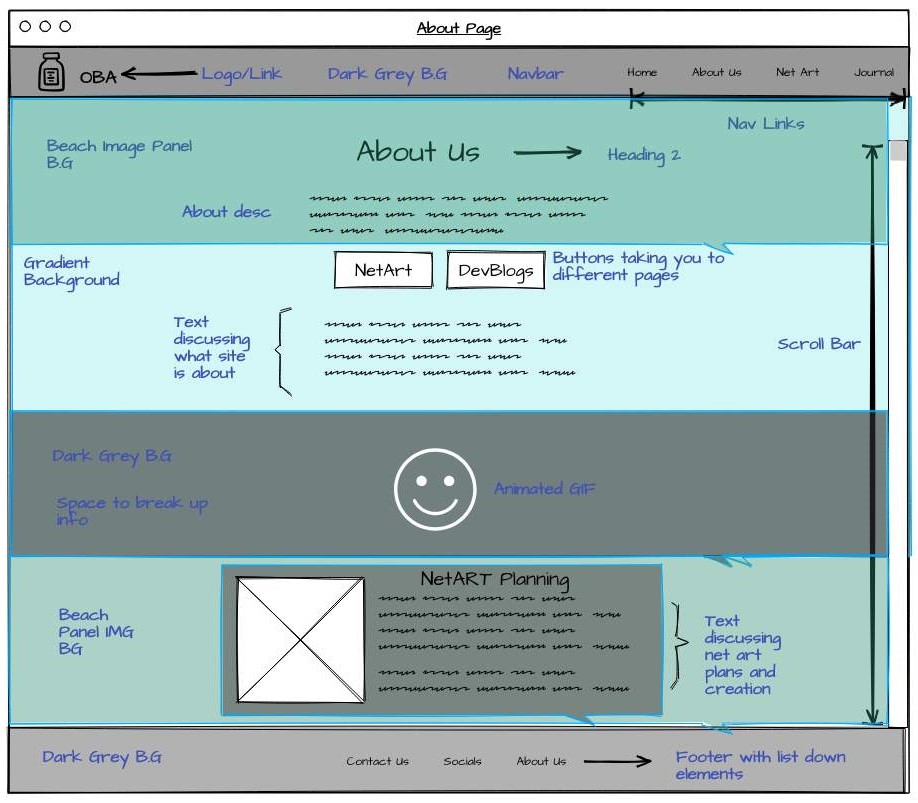 About Page
OBA
Logo/Link
Dark Grey B.G
Navbar
Home
About Us
Net Art
Journal
Nav Links
Beach Image Panel
B.G
About Us
Heading 2
About desc
Gradient
Background
NetArt
DevBlogs
Buttons taking you to
different pages
Text
discussing
what site
is about
Scroll Bar
Dark Grey B.G
Space to break up
info
Animated GIF
NetART Planning
Beach
Panel IMG
BG
Text
discussing
net art
plans and
creation
Dark Grey B.G
Contact Us
Socials
About Us
Footer with list down
elements